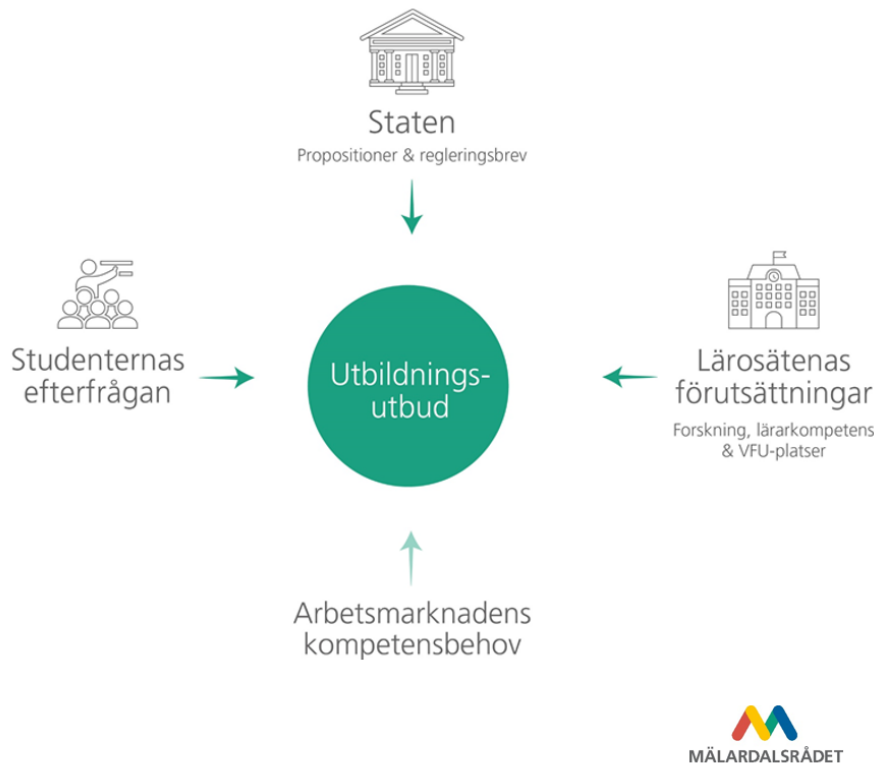 Staten
Propositioner & regleringsbrev
Studenternas
efterfrågan
Utbildnings-
utbud
Lärosätenas
förutsättningar
Forskning, lärarkompetens
& VFU-platser
Arbetsmarknadens
kompetensbehov
MÄLARDALSRÅDET